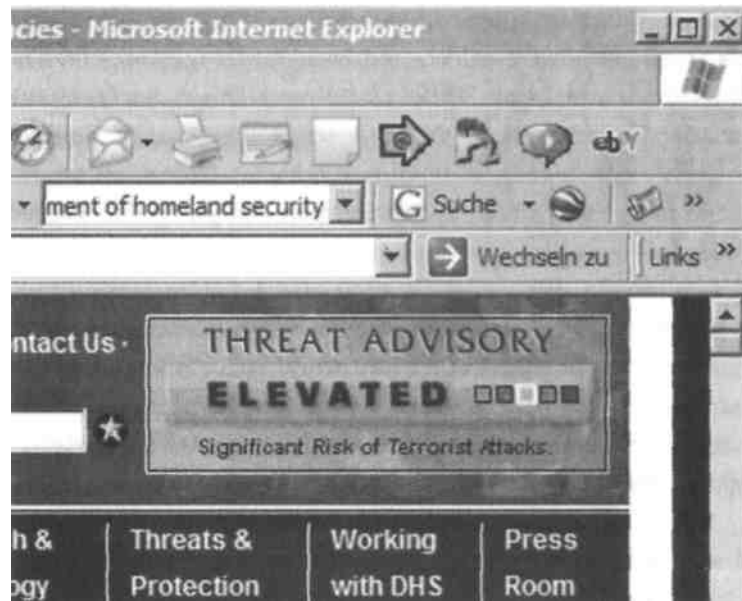 cies - Microsoft Internet Explorer
ebY
ment of homeland security
G Suche
Wechseln zu
Links
ntact Us ·
THREAT ADVISORY
ELEVATED
Significant Risk of Terrorist Attacks.
h &
ogy
Threats &
Protection
Working
with DHS
Press
Room